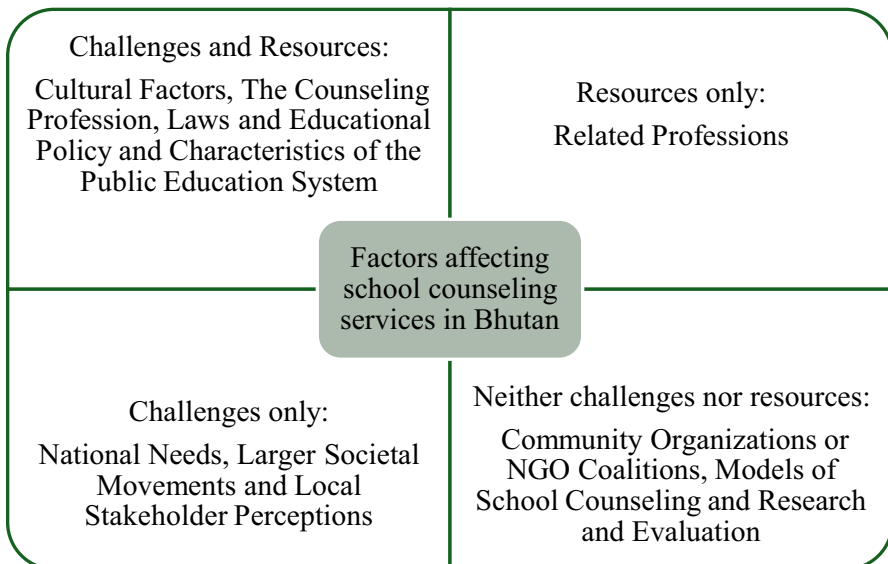 Challenges and Resources:
Cultural Factors, The Counseling
Profession, Laws and Educational
Policy and Characteristics of the
Public Education System
Resources only:
Related Professions
Factors affecting
school counseling
services in Bhutan
Challenges only:
National Needs, Larger Societal
Movements and Local
Stakeholder Perceptions
Neither challenges nor resources:
Community Organizations or
NGO Coalitions, Models of
School Counseling and Research
and Evaluation